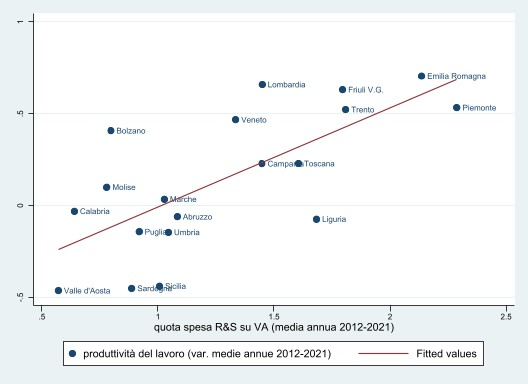 1
Emilia Romagna
Lombardia
Friuli V.G.
.5
Trento
Piemonte
Veneto
Bolzano
Campania
Toscana
Molise
0
Marche
Calabria
Abruzzo
Liguria
Puglia
Umbria
-.5
Valle d'Aosta
Sardegna
Sicilia
.5
1
1.5
2
2.5
quota spesa R&S su VA (media annua 2012-2021)
produttività del lavoro (var. medie annue 2012-2021)
Fitted values